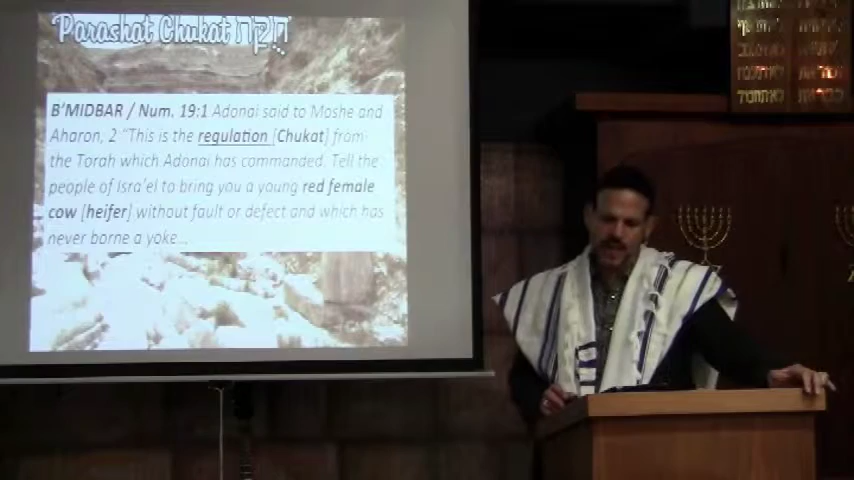 Parashat Chukat חֻקַּת
B'MIDBAR / Num. 19:1 Adonai said to Moshe and
Aharon, 2 "This is the regulation [Chukat] from
the Torah which Adonai has commanded. Tell the
people of Isra'el to bring you a young red female
cow [heifer] without fault or defect and which has
never borne a yoke...